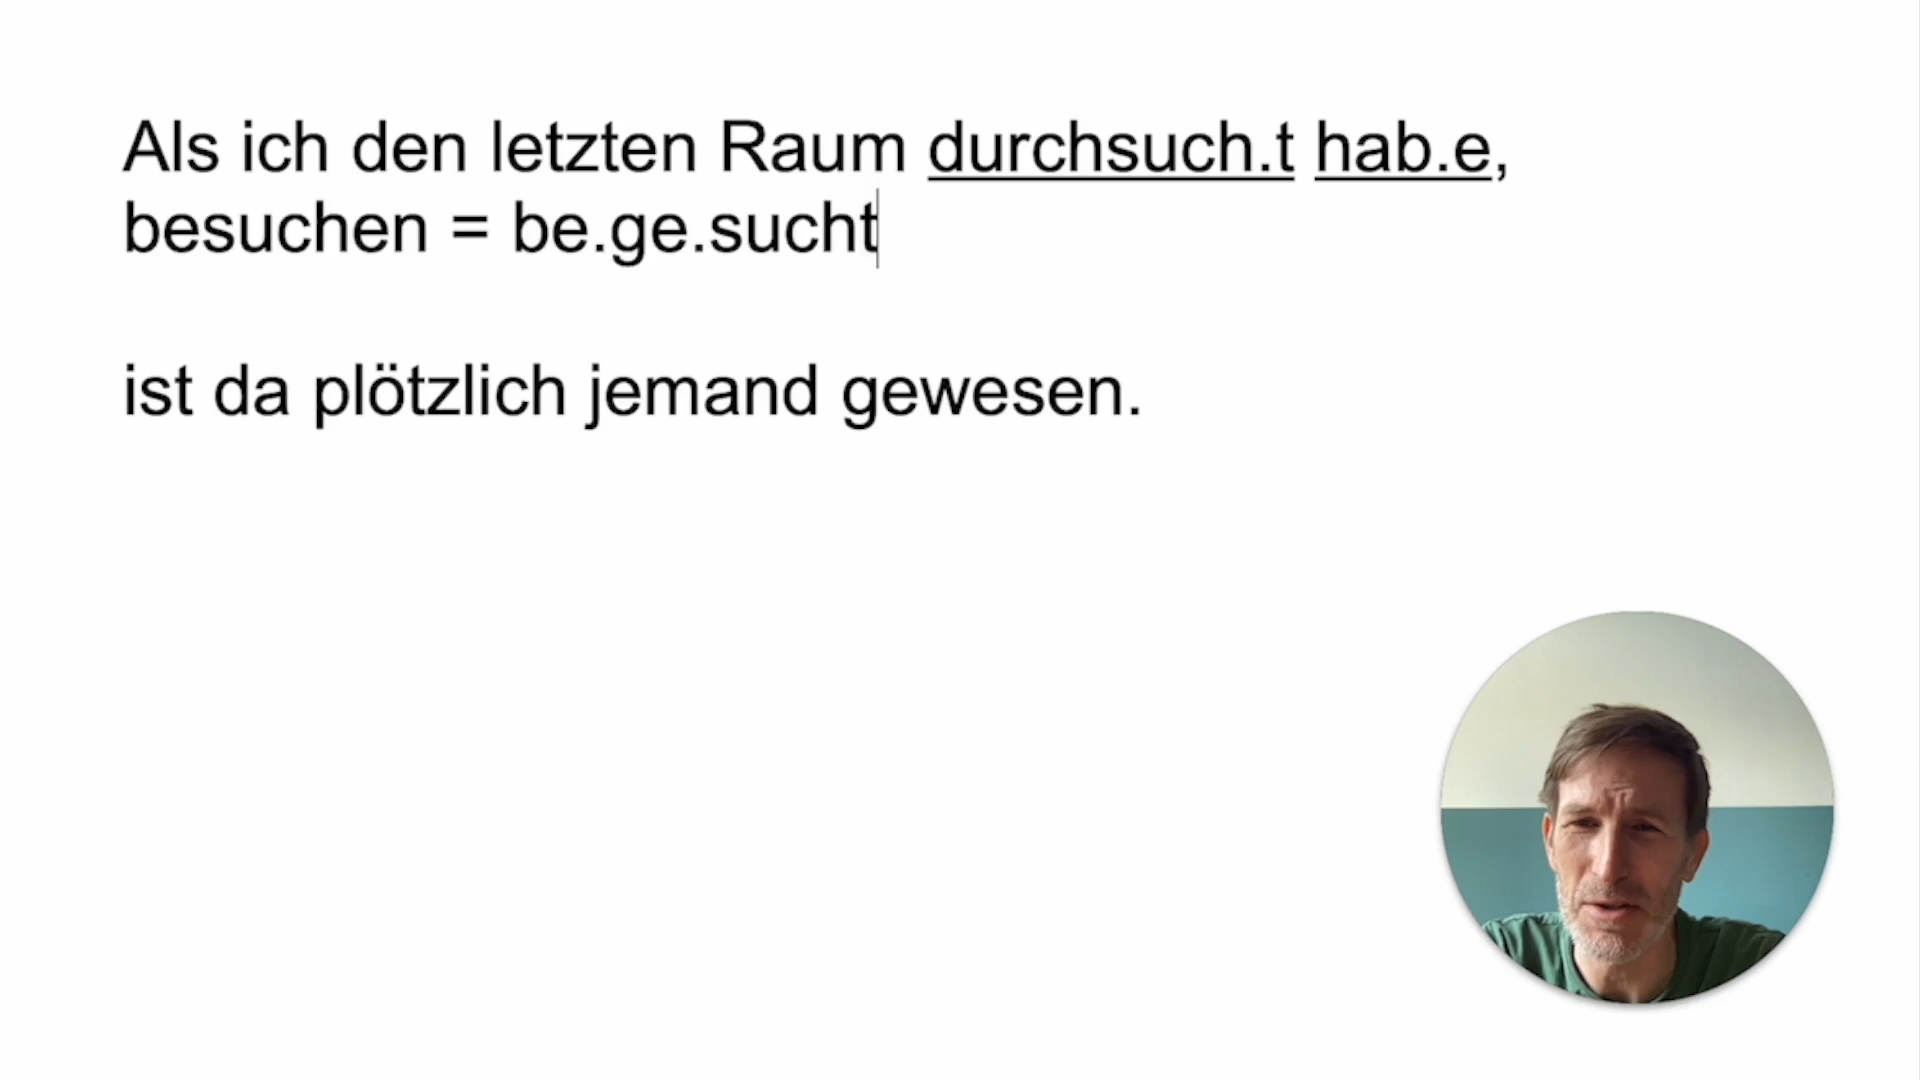 Als ich den letzten Raum durchsuch.t hab.e,
besuchen = be.ge.sucht
ist da plötzlich jemand gewesen.